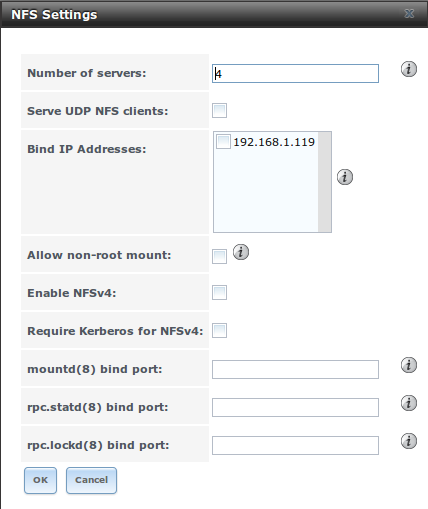 NFS Settings
Number of servers: 4
Serve UDP NFS clients:
Bind IP Addresses: 192.168.1.119
Allow non-root mount:
Enable NFSv4:
Require Kerberos for NFSv4:
mountd(8) bind port:
rpc.statd(8) bind port:
rpc.lockd(8) bind port:
OK Cancel